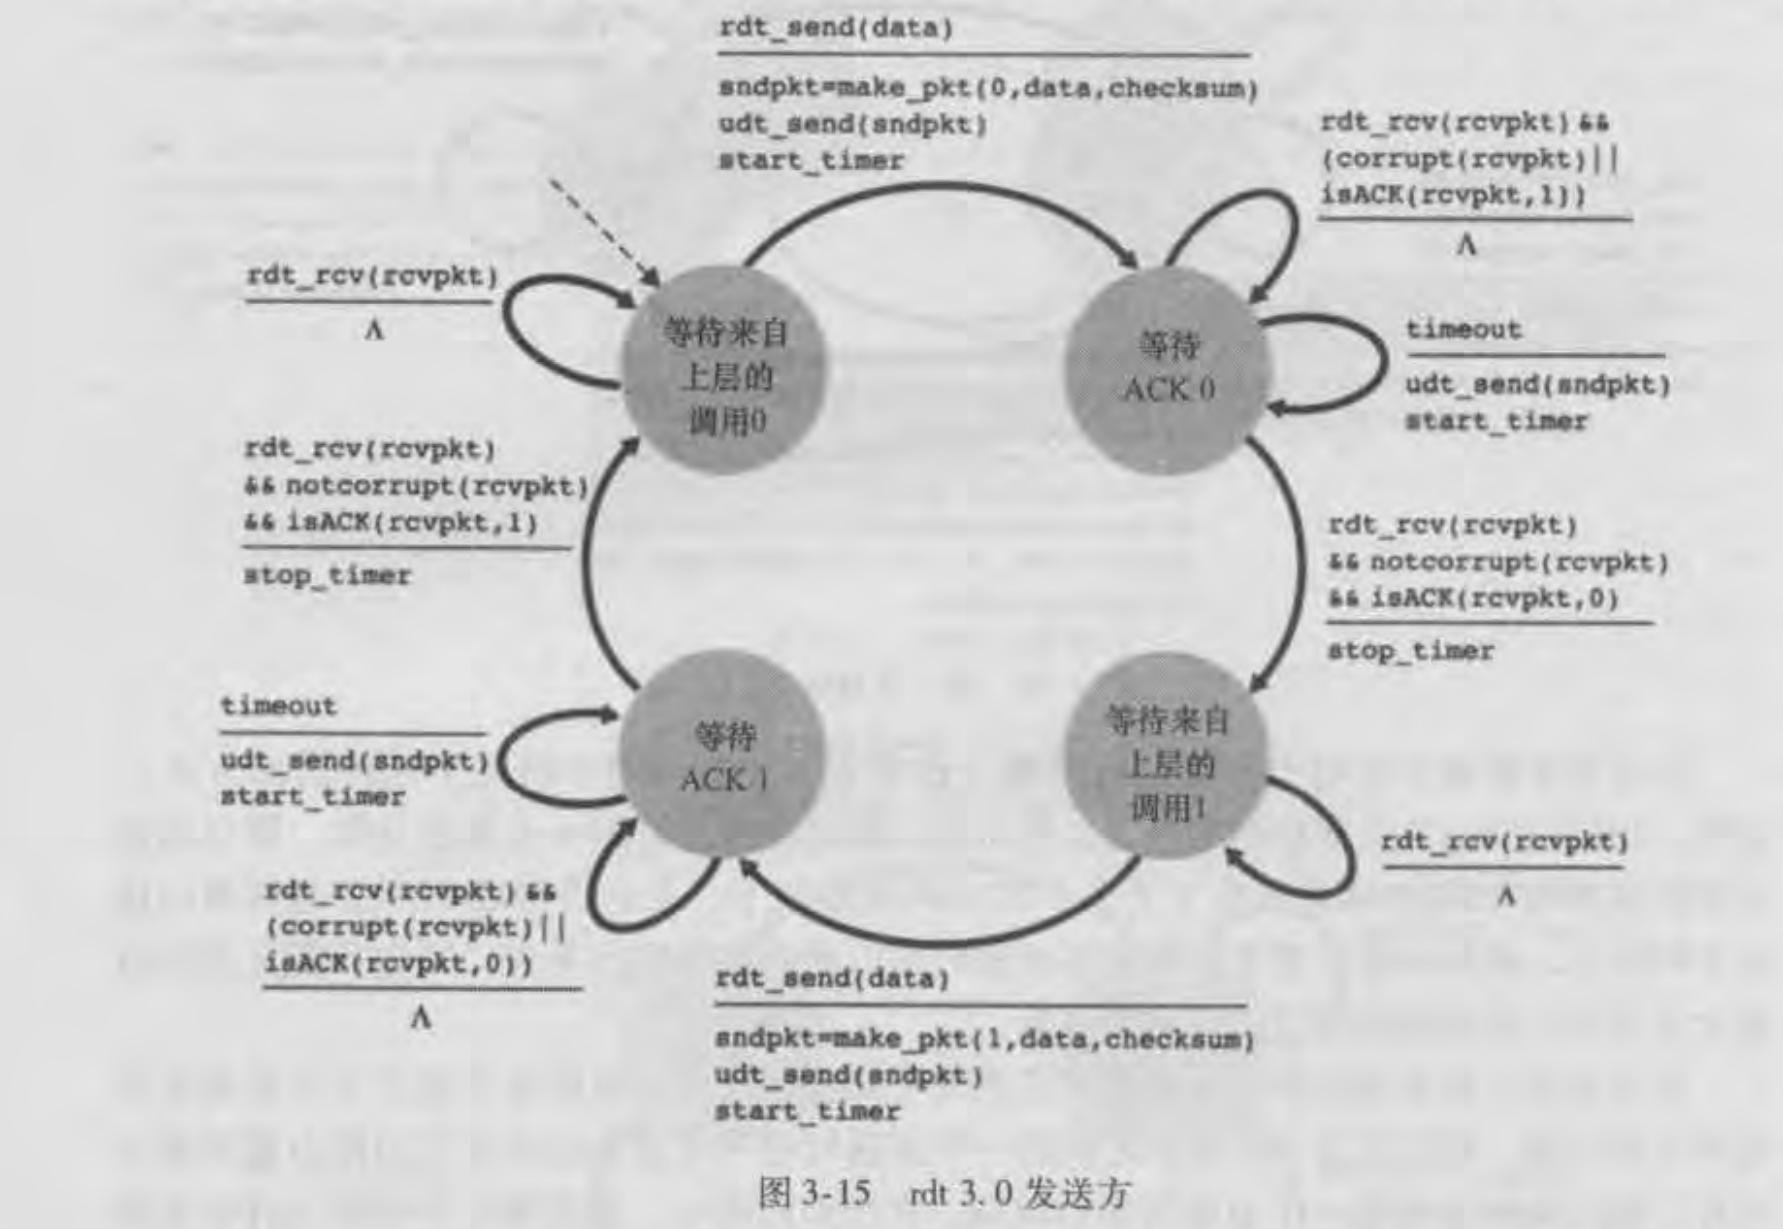 rdt_send(data)
sndpkt=make_pkt(0,data,checksum)
udt_send(sndpkt)
start_timer
rdt_rcv(rcvpkt)&&
(corrupt(rcvpkt)||
isACK(rcvpkt,1))
Λ
rdt_rcv(rcvpkt)
Λ
等待来自
上层的
调用0
等待
ACK 0
timeout
udt_send(sndpkt)
start_timer
rdt_rcv(rcvpkt)
&& notcorrupt(rcvpkt)
&& isACK(rcvpkt,1)
stop_timer
rdt_rcv(rcvpkt)
&& notcorrupt(rcvpkt)
&& isACK(rcvpkt,0)
stop_timer
timeout
udt_send(sndpkt)
start_timer
等待
ACK 1
等待来自
上层的
调用1
rdt_rcv(rcvpkt)
Λ
rdt_rcv(rcvpkt)&&
(corrupt(rcvpkt)||
isACK(rcvpkt,0))
Λ
rdt_send(data)
sndpkt=make_pkt(1,data,checksum)
udt_send(sndpkt)
start_timer
图 3-15 rdt 3.0 发送方